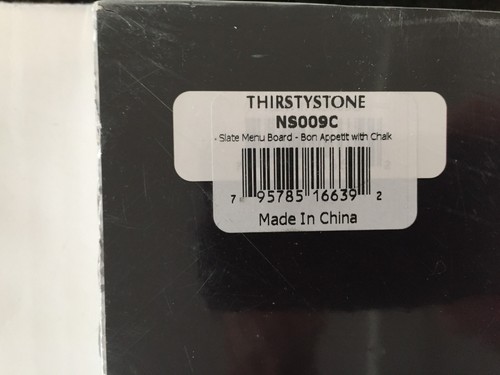 THIRSTYSTONE
NS009C
- Slate Menu Board - Bon Appetit with Chalk
7 95785 16639 2
Made In China